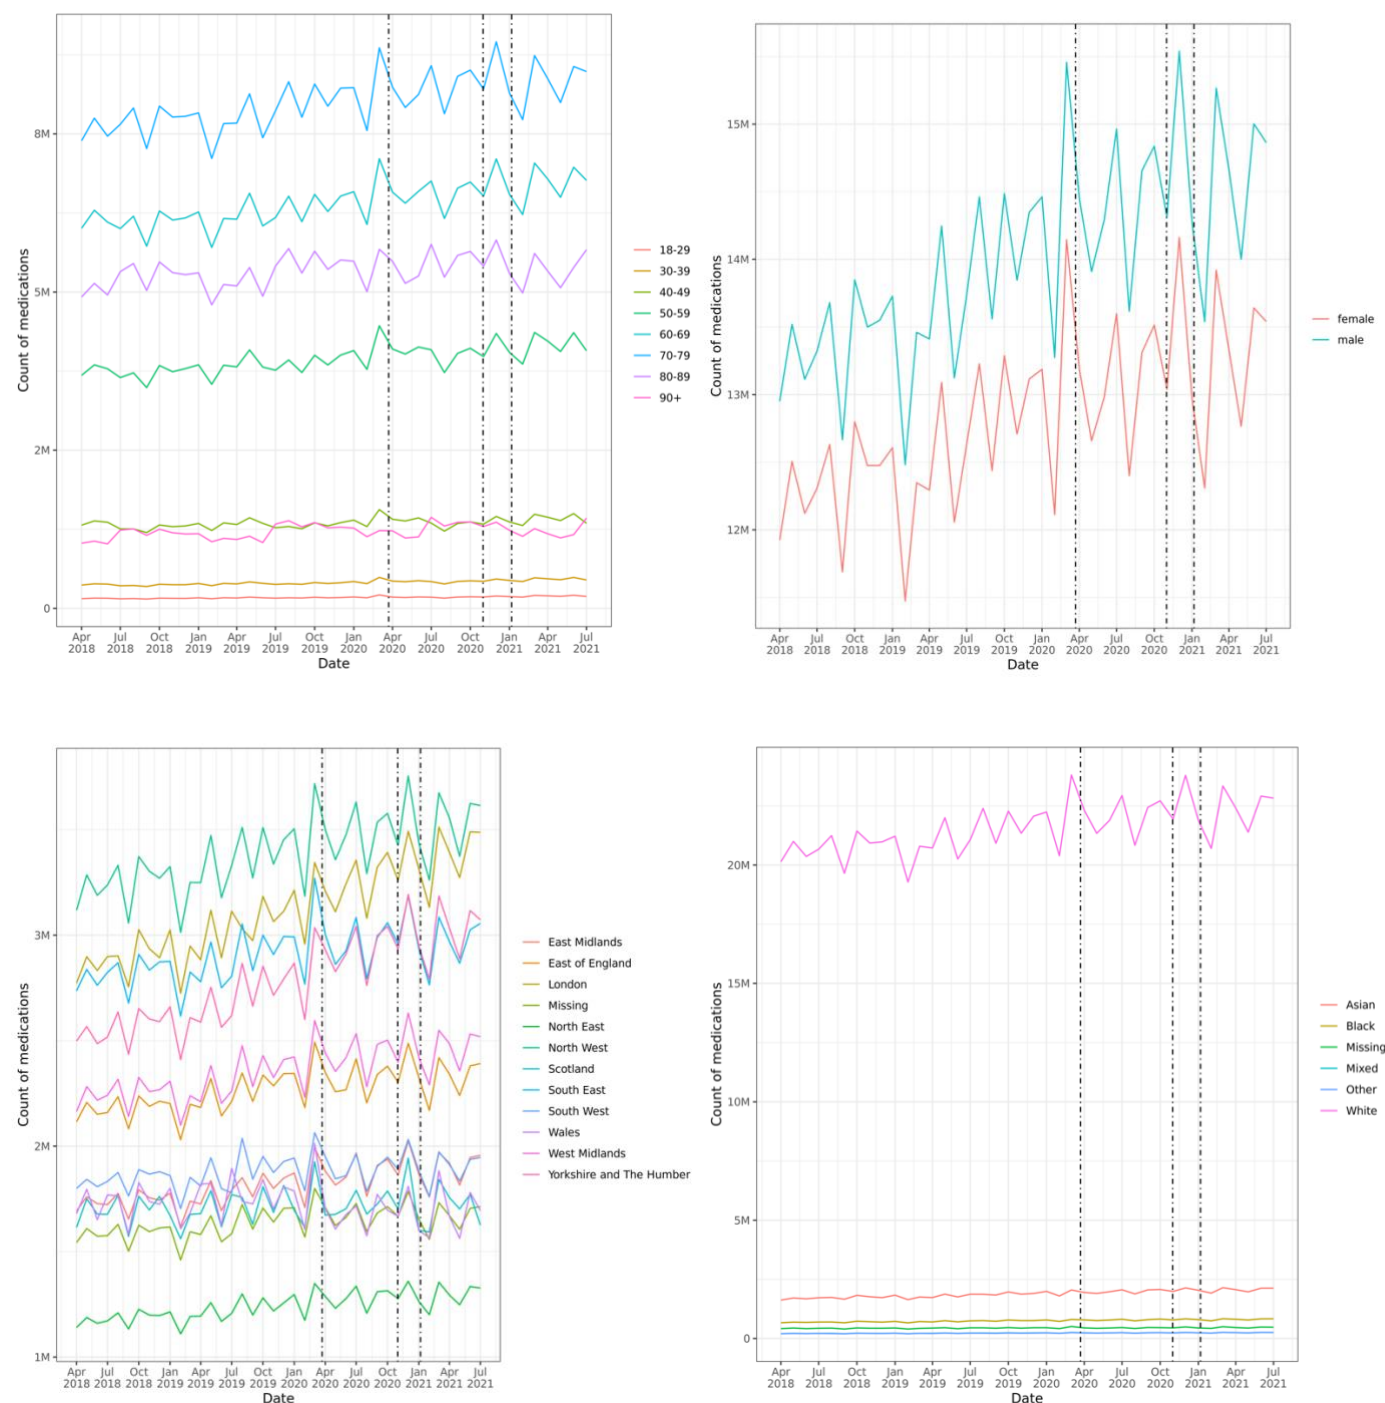 Count of medications
8M
5M
2M
0
Apr Jul Oct Jan Apr Jul Oct Jan Apr Jul Oct Jan Apr Jul
2018 2018 2018 2019 2019 2019 2019 2020 2020 2020 2020 2021 2021 2021
Date
18-29
30-39
40-49
50-59
60-69
70-79
80-89
90+
Count of medications
15M
14M
13M
12M
Apr Jul Oct Jan Apr Jul Oct Jan Apr Jul Oct Jan Apr Jul
2018 2018 2018 2019 2019 2019 2019 2020 2020 2020 2020 2021 2021 2021
Date
female
male
Count of medications
3M
2M
1M
Apr Jul Oct Jan Apr Jul Oct Jan Apr Jul Oct Jan Apr Jul
2018 2018 2018 2019 2019 2019 2019 2020 2020 2020 2020 2021 2021 2021
Date
East Midlands
East of England
London
Missing
North East
North West
Scotland
South East
South West
Wales
West Midlands
Yorkshire and The Humber
Count of medications
20M
15M
10M
5M
0
Apr Jul Oct Jan Apr Jul Oct Jan Apr Jul Oct Jan Apr Jul
2018 2018 2018 2019 2019 2019 2019 2020 2020 2020 2020 2021 2021 2021
Date
Asian
Black
Missing
Mixed
Other
White